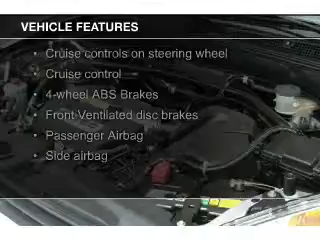 VEHICLE FEATURES
• Cruise controls on steering wheel
• Cruise control
• 4-wheel ABS Brakes
• Front Ventilated disc brakes
• Passenger Airbag
• Side airbag